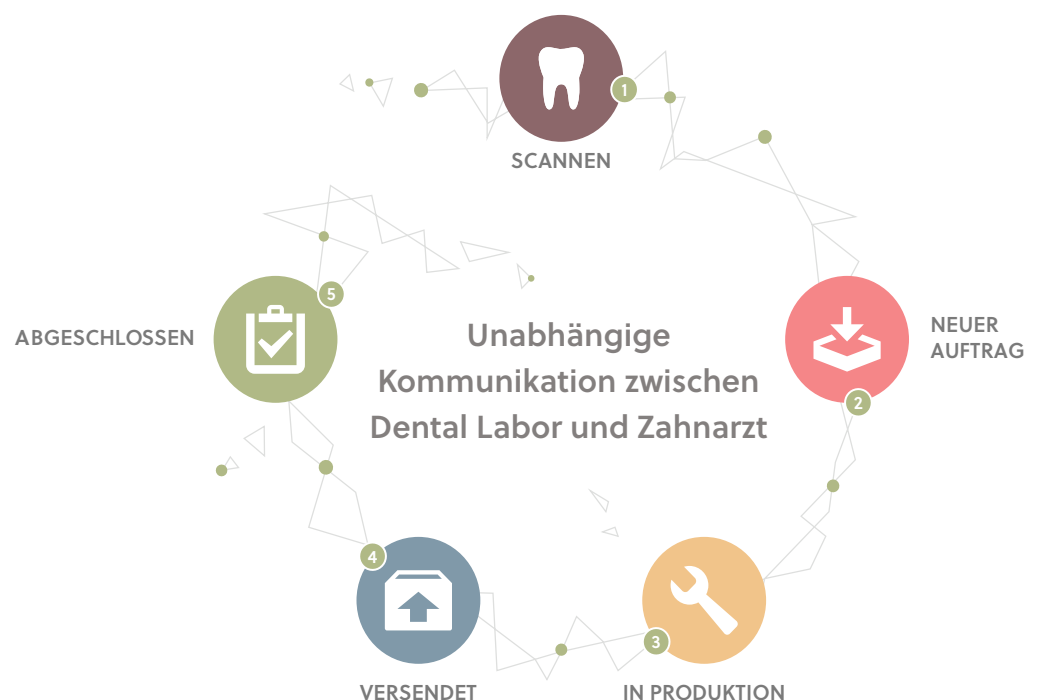 1
SCANNEN
NEUER
AUFTRAG
2
IN PRODUKTION
3
VERSENDET
4
ABGESCHLOSSEN
5
Unabhängige
Kommunikation zwischen
Dental Labor und Zahnarzt